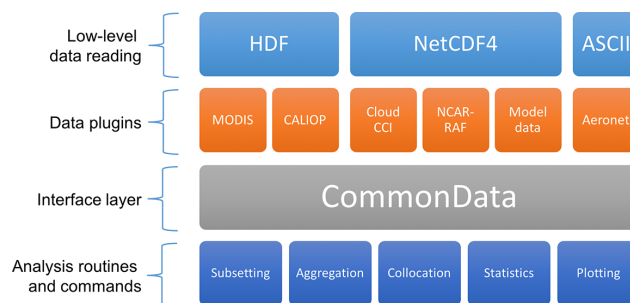 Low-level
data reading
HDF
NetCDF4
ASCII
Data plugins
MODIS
CALIOP
Cloud
CCI
NCAR-
RAF
Model
data
Aeronet
Interface layer
CommonData
Analysis routines
and commands
Subsetting
Aggregation
Collocation
Statistics
Plotting